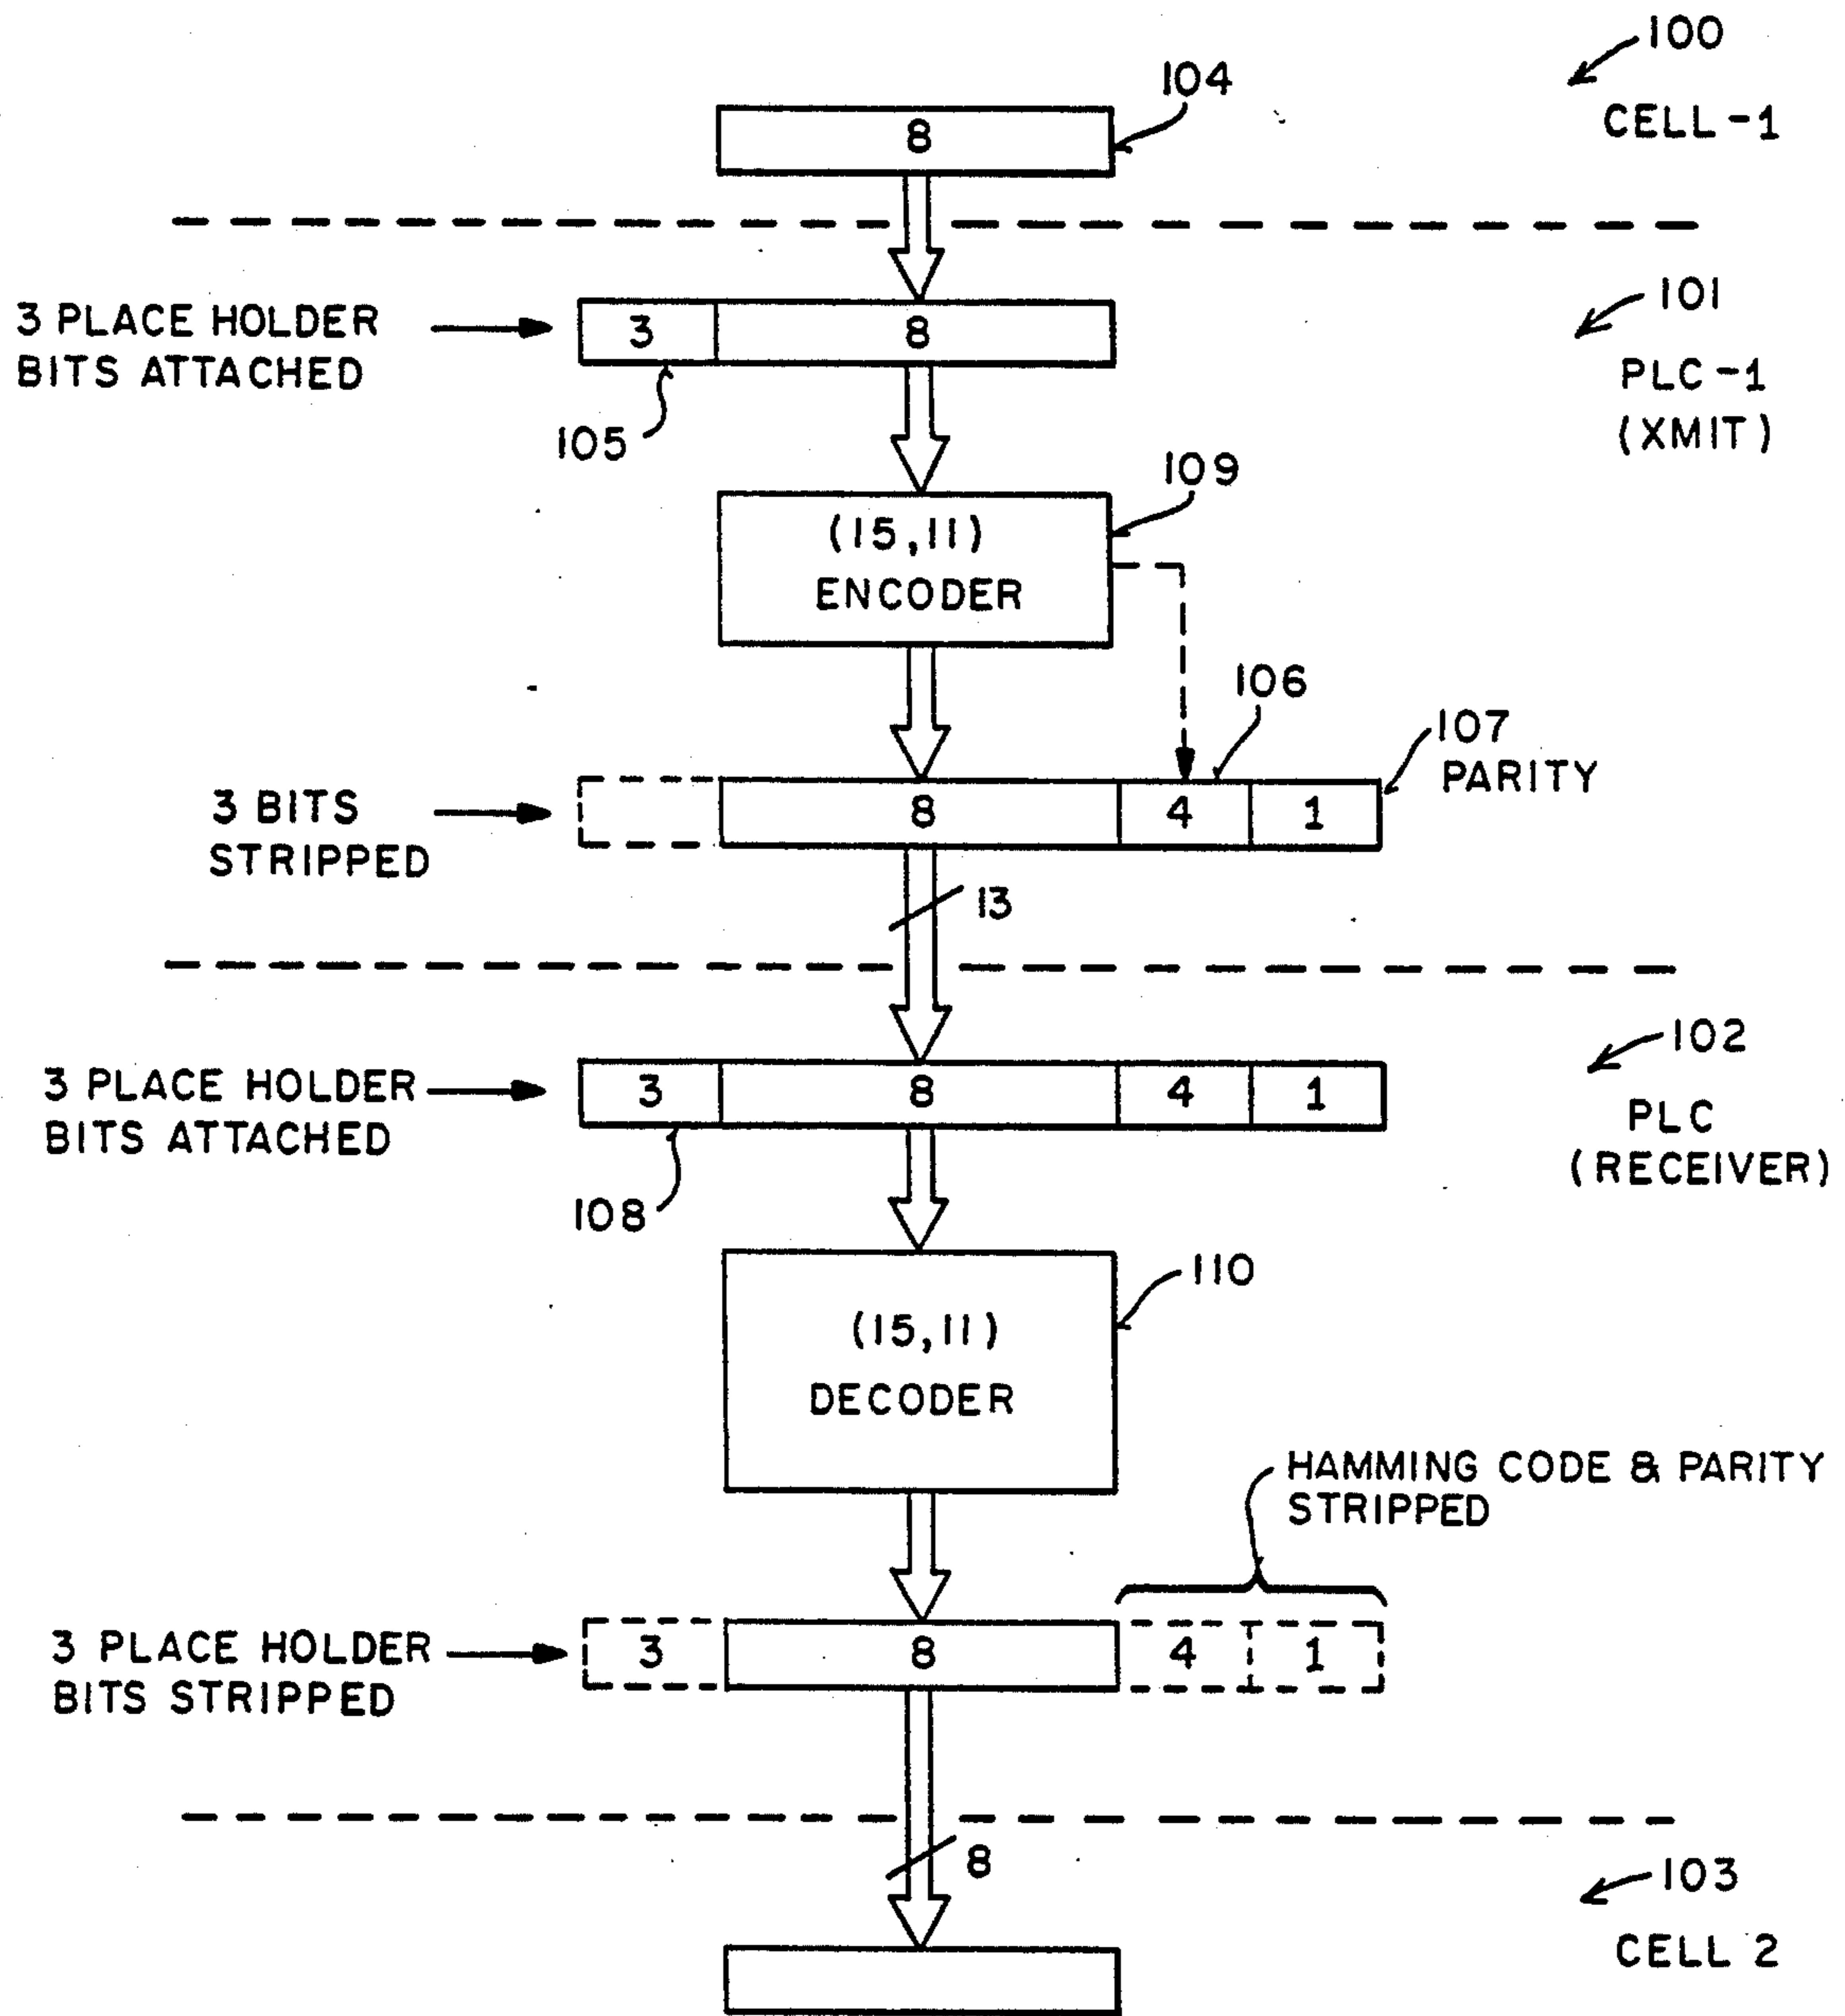 100
CELL-1
104
8
3 PLACE HOLDER
BITS ATTACHED
3
8
101
PLC-1
(XMIT)
105
109
(15,11)
ENCODER
106
107
PARITY
3 BITS
STRIPPED
8
4
1
13
3 PLACE HOLDER
BITS ATTACHED
3
8
4
1
102
PLC
(RECEIVER)
108
110
(15,11)
DECODER
HAMMING CODE & PARITY
STRIPPED
3 PLACE HOLDER
BITS STRIPPED
3
8
4
1
8
103
CELL 2